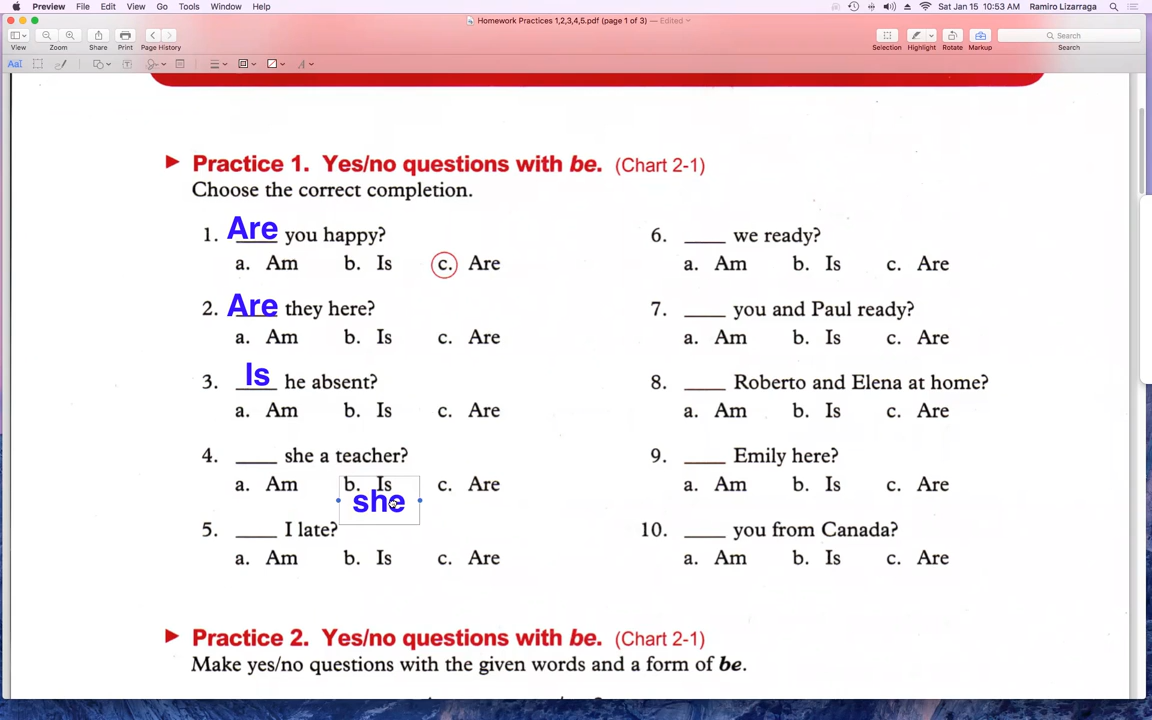 Preview File Edit View Go Tools Window Help Sat Jan 15 10:53 AM Ramiro Lizarraga
Homework Practices 1,2,3,4,5.pdf (page 1 of 3) — Edited
View Zoom Share Print Page History Selection Highlight Rotate Markup Search
Search
▶ Practice 1. Yes/no questions with be. (Chart 2-1)
Choose the correct completion.
1. Are you happy?
a. Am b. Is c. Are
2. Are they here?
a. Am b. Is c. Are
3. Is he absent?
a. Am b. Is c. Are
4. ____ she a teacher?
a. Am b. Is c. Are
she
5. ____ I late?
a. Am b. Is c. Are
6. ____ we ready?
a. Am b. Is c. Are
7. ____ you and Paul ready?
a. Am b. Is c. Are
8. ____ Roberto and Elena at home?
a. Am b. Is c. Are
9. ____ Emily here?
a. Am b. Is c. Are
10. ____ you from Canada?
a. Am b. Is c. Are
▶ Practice 2. Yes/no questions with be. (Chart 2-1)
Make yes/no questions with the given words and a form of be.